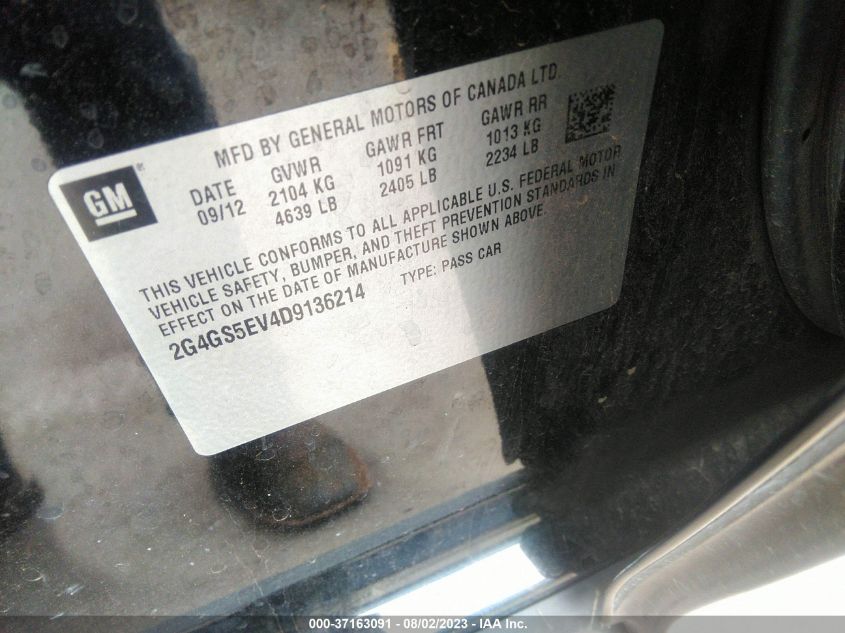 MFD BY GENERAL MOTORS OF CANADA LTD.
GM
DATE GVWR GAWR FRT GAWR RR
09/12 2104 KG 1091 KG 1013 KG
4639 LB 2405 LB 2234 LB
THIS VEHICLE CONFORMS TO ALL APPLICABLE U.S. FEDERAL MOTOR
VEHICLE SAFETY, BUMPER, AND THEFT PREVENTION STANDARDS IN
EFFECT ON THE DATE OF MANUFACTURE SHOWN ABOVE.
2G4GS5EV4D9136214 TYPE: PASS CAR
000-37163091 - 08/02/2023 - IAA Inc.